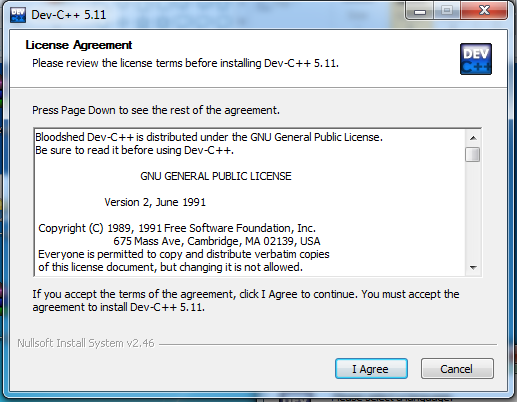 Dev-C++ 5.11
License Agreement
Please review the license terms before installing Dev-C++ 5.11.
DEV
C++
Press Page Down to see the rest of the agreement.
Bloodshed Dev-C++ is distributed under the GNU General Public License.
Be sure to read it before using Dev-C++.
GNU GENERAL PUBLIC LICENSE
Version 2, June 1991
Copyright (C) 1989, 1991 Free Software Foundation, Inc.
675 Mass Ave, Cambridge, MA 02139, USA
Everyone is permitted to copy and distribute verbatim copies
of this license document, but changing it is not allowed.
If you accept the terms of the agreement, click I Agree to continue. You must accept the
agreement to install Dev-C++ 5.11.
Nullsoft Install System v2.46
I Agree
Cancel
Please select a language.